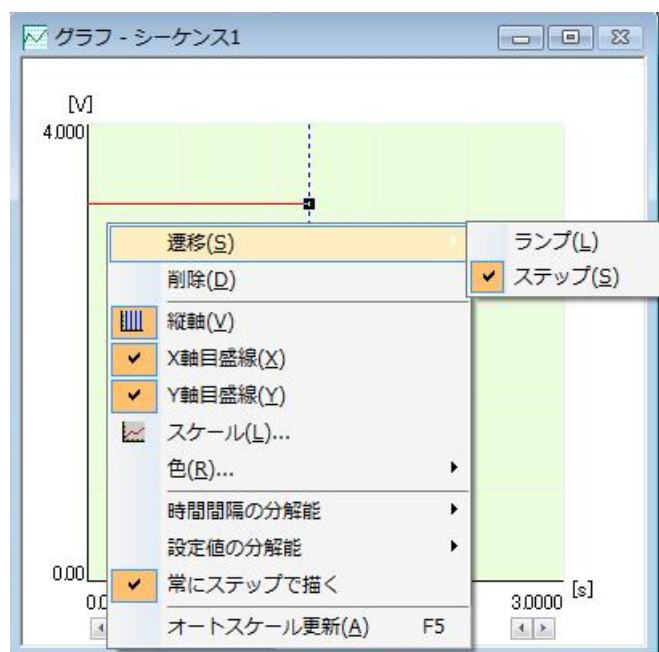 グラフ - シーケンス1
[V]
4.000
遷移(S)
ランプ(L)
ステップ(S)
削除(D)
縦軸(V)
X軸目盛線(X)
Y軸目盛線(Y)
スケール(L)...
色(R)...
時間間隔の分解能
設定値の分解能
0.00
常にステップで描く
3.0000 [s]
オートスケール更新(A) F5